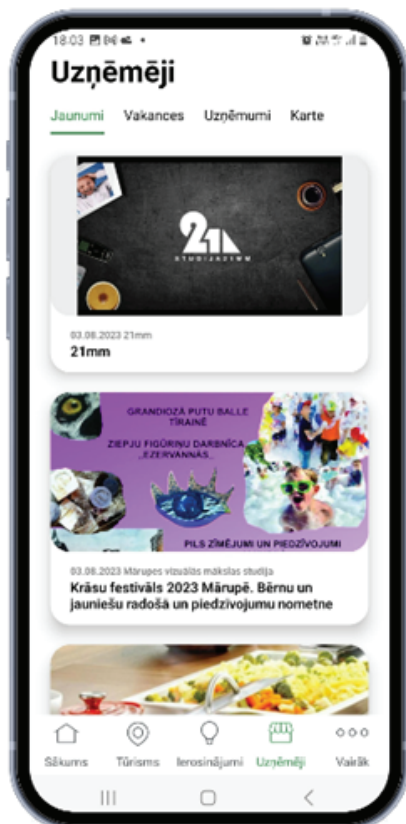 18.03
Uzņēmēji
Jaunumi Vakances Uzņēmumi Karte
21
STUDIJA21MM
03.08.2023 21mm
21mm
GRANDIOZĀ PUTU BALLE
TĪRAINĒ
ZIEPJU FIGŪRIŅU DARBNĪCA
„EZERVANNĀS„
PILS ZĪMĒJUMI UN PIEDZĪVOJUMI
03.08.2023 Mārupes vizuālās mākslas studija
Krāsu festivāls 2023 Mārupē. Bērnu un
jauniešu radošā un piedzīvojumu nometne
Sākums Tūrisms Ierosinājumi Uzņēmēji Vairāk